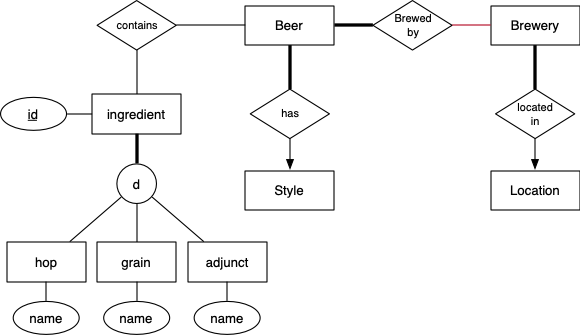 contains
Beer
Brewed
by
Brewery
id
ingredient
has
located
in
d
Style
Location
hop
grain
adjunct
name
name
name